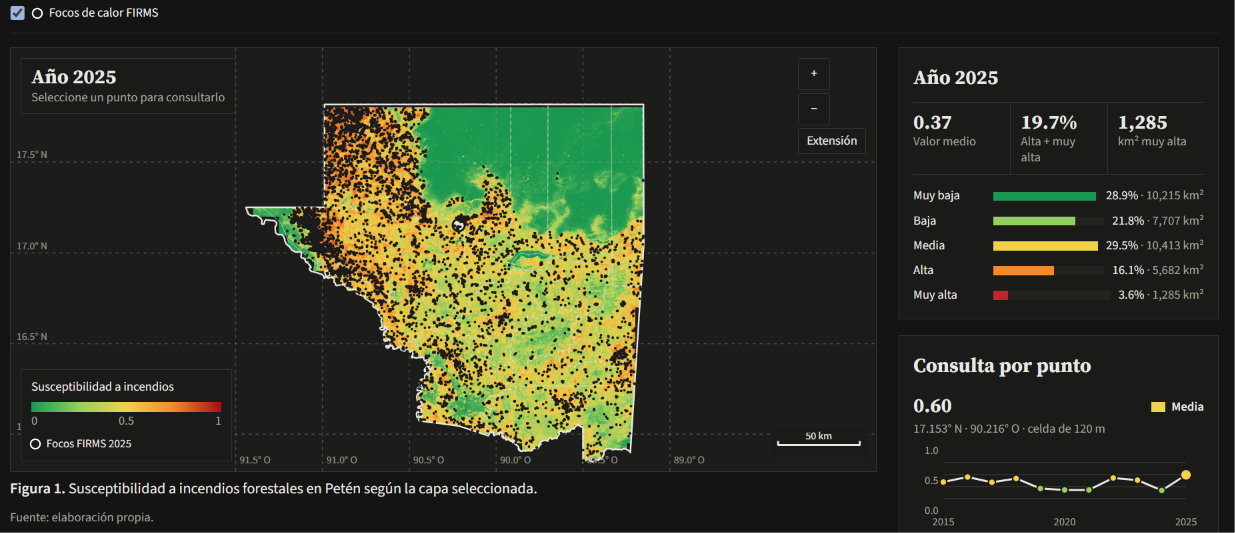 Focos de calor FIRMS
Año 2025
Seleccione un punto para consultarlo
+
−
Extensión
17.5° N
17.0° N
16.5° N
1
Susceptibilidad a incendios
0 0.5 1
Focos FIRMS 2025
50 km
91.5° O 91.0° O 90.5° O 90.0° O 5° O 89.0° O
Figura 1. Susceptibilidad a incendios forestales en Petén según la capa seleccionada.
Fuente: elaboración propia.
Año 2025
0.37
Valor medio
19.7%
Alta + muy
alta
1,285
km² muy alta
Muy baja 28.9% · 10,215 km²
Baja 21.8% · 7,707 km²
Media 29.5% · 10,413 km²
Alta 16.1% · 5,682 km²
Muy alta 3.6% · 1,285 km²
Consulta por punto
0.60 Media
17.153° N · 90.216° O · celda de 120 m
1.0
0.5
0.0
2015 2020 2025